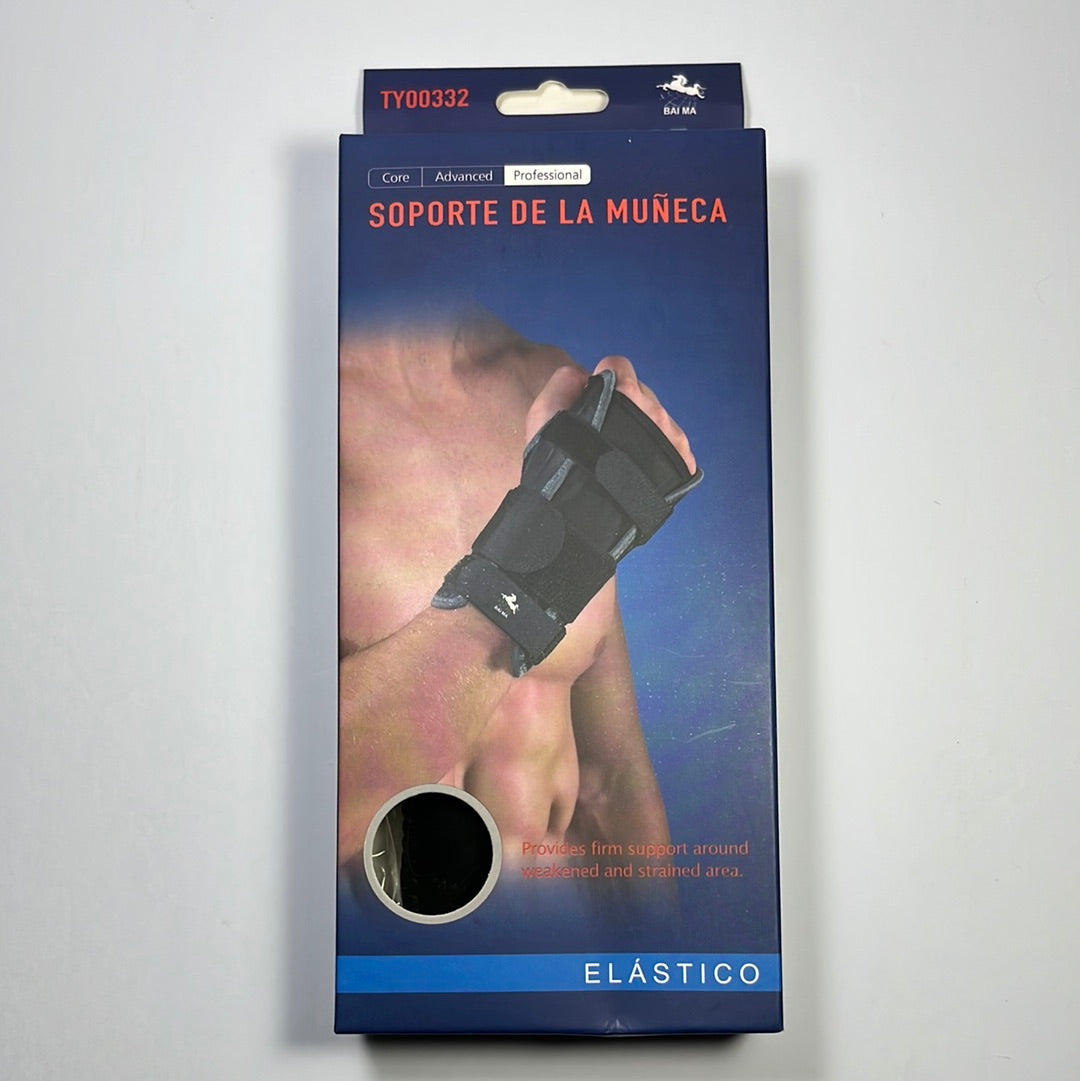 TY00332
BAI MA
Core Advanced Professional
SOPORTE DE LA MUÑECA
BAI MA
Provides firm support around
weakened and strained area.
ELÁSTICO